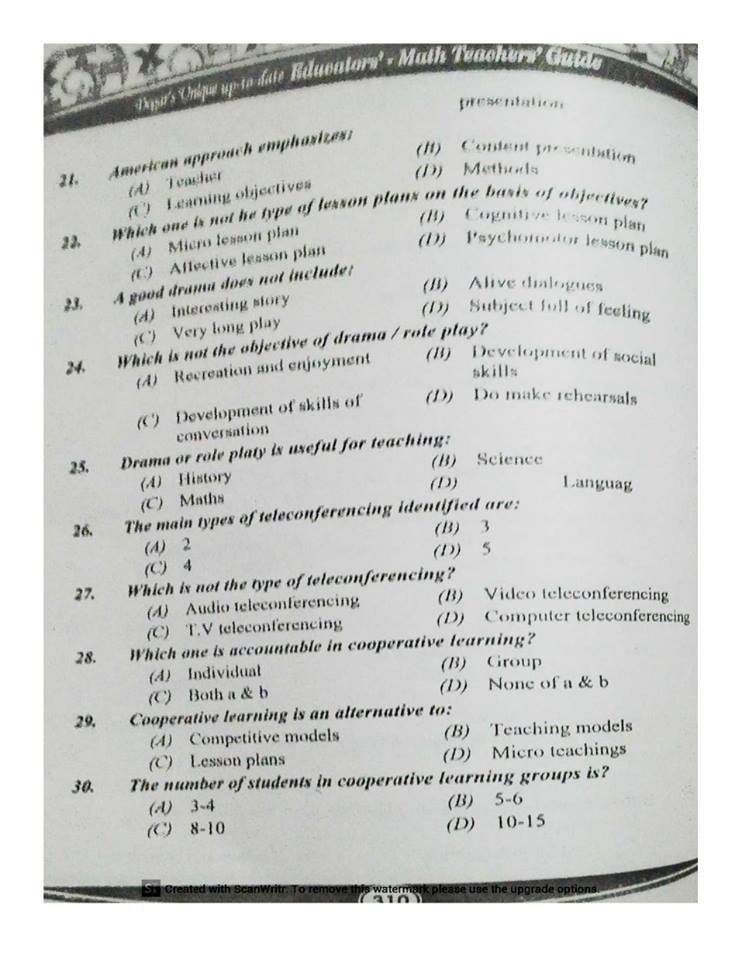 Dogar's Unique up-to-date Educators' - Math Teachers' Guide
presentation
21. American approach emphasizes:
(A) Teacher (B) Content presentation
(C) Learning objectives (D) Methods
22. Which one is not he type of lesson plans on the basis of objectives?
(A) Micro lesson plan (B) Cognitive lesson plan
(C) Affective lesson plan (D) Psychomotor lesson plan
23. A good drama does not include:
(A) Interesting story (B) Alive dialogues
(C) Very long play (D) Subject full of feeling
24. Which is not the objective of drama / role play?
(A) Recreation and enjoyment (B) Development of social
skills
(C) Development of skills of (D) Do make rehearsals
conversation
25. Drama or role platy is useful for teaching:
(A) History (B) Science
(C) Maths (D) Languag
26. The main types of teleconferencing identified are:
(A) 2 (B) 3
(C) 4 (D) 5
27. Which is not the type of teleconferencing?
(A) Audio teleconferencing (B) Video teleconferencing
(C) T.V teleconferencing (D) Computer teleconferencing
28. Which one is accountable in cooperative learning?
(A) Individual (B) Group
(C) Both a & b (D) None of a & b
29. Cooperative learning is an alternative to:
(A) Competitive models (B) Teaching models
(C) Lesson plans (D) Micro teachings
30. The number of students in cooperative learning groups is?
(A) 3-4 (B) 5-6
(C) 8-10 (D) 10-15
Created with ScanWritr. To remove this watermark please use the upgrade options.
310